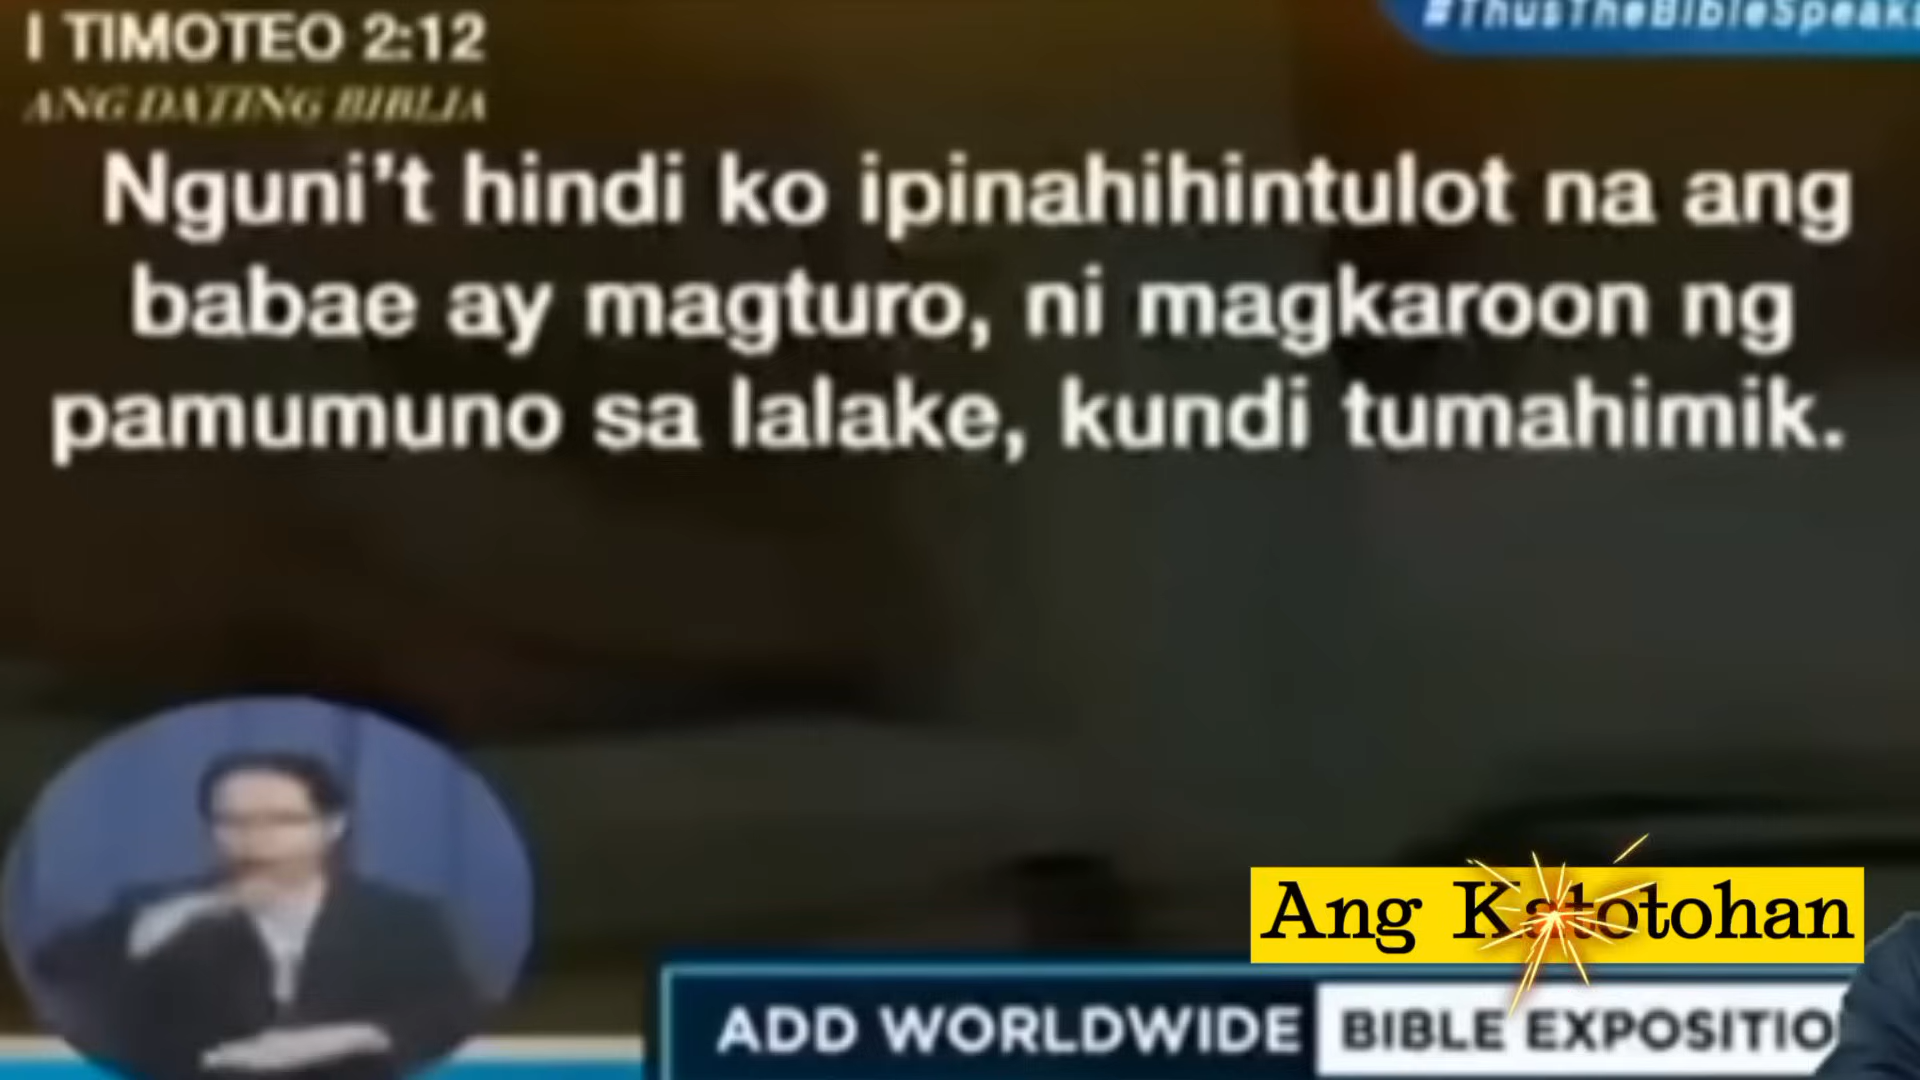 I TIMOTEO 2:12
#ThusTheBibleSpeaks
ANG DATING BIBLIA
Nguni't hindi ko ipinahihintulot na ang
babae ay magturo, ni magkaroon ng
pamumuno sa lalake, kundi tumahimik.
Ang Katotohan
ADD WORLDWIDE BIBLE EXPOSITIO